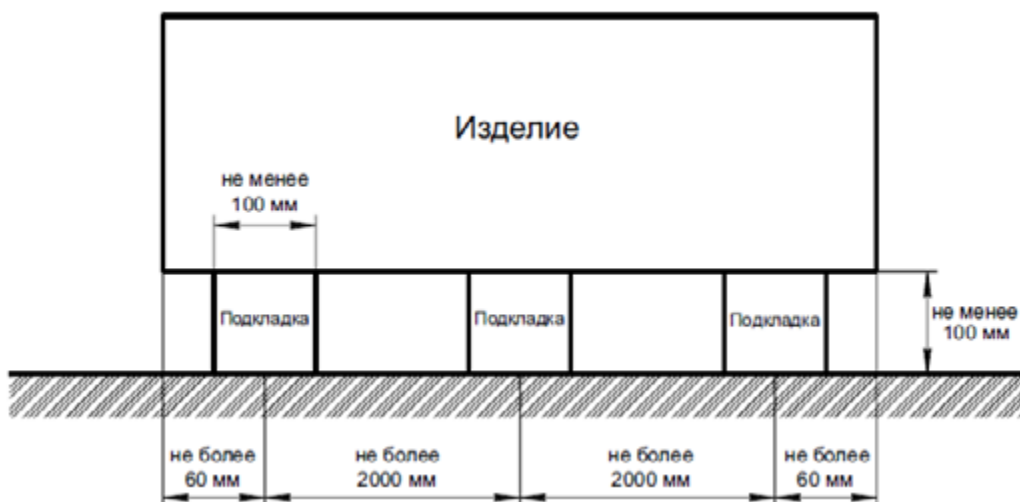 Изделие
не менее
100 мм
Подкладка
Подкладка
Подкладка
не менее
100 мм
не более
60 мм
не более
2000 мм
не более
2000 мм
не более
60 мм